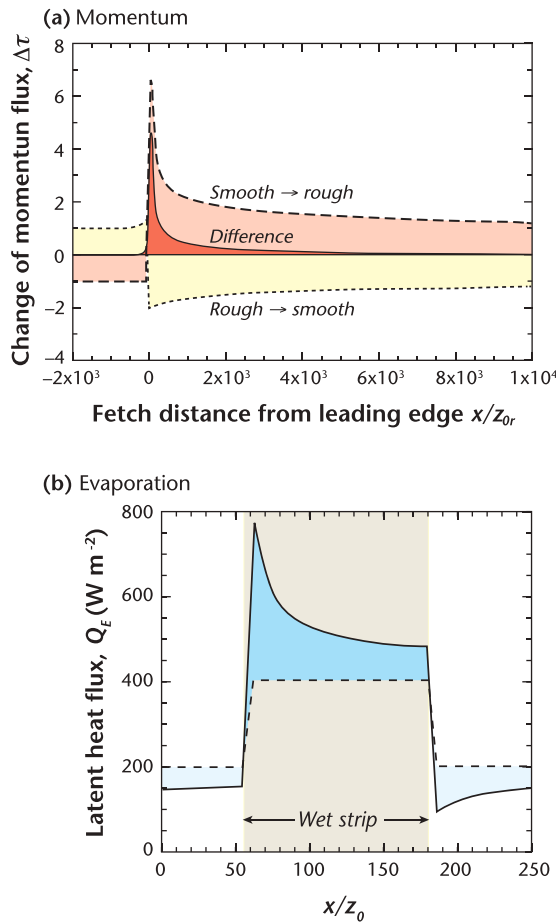 (a) Momentum
Change of momentun flux, Δτ
8
6
4
2
0
−2
−4
Smooth → rough
Difference
Rough → smooth
−2x10³ 0 2x10³ 4x10³ 6x10³ 8x10³ 1x10⁴
Fetch distance from leading edge x/z₀ᵣ
(b) Evaporation
Latent heat flux, Q_E (W m⁻²)
800
600
400
200
0
Wet strip
0 50 100 150 200 250
x/z₀